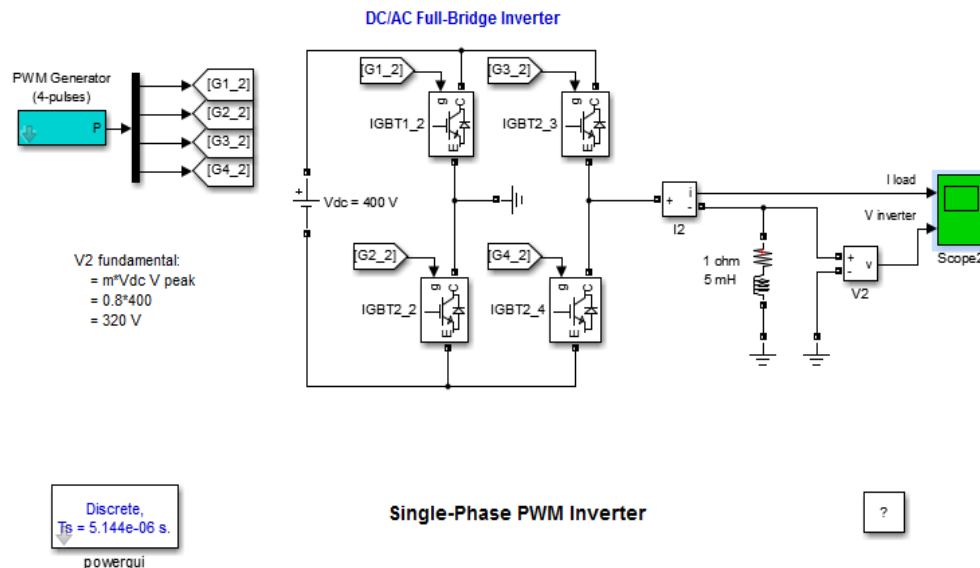 DC/AC Full-Bridge Inverter
PWM Generator
(4-pulses)
P
[G1_2]
[G2_2]
[G3_2]
[G4_2]
[G1_2]
[G3_2]
g
C
E
IGBT1_2
g
C
E
IGBT2_3
+
Vdc = 400 V
[G2_2]
[G4_2]
g
C
E
IGBT2_2
g
C
E
IGBT2_4
+
i
-
I2
I load
V inverter
Scope2
1 ohm
5 mH
+
-
v
V2
V2 fundamental:
= m*Vdc V peak
= 0.8*400
= 320 V
Discrete,
Ts = 5.144e-06 s.
powergui
Single-Phase PWM Inverter
?